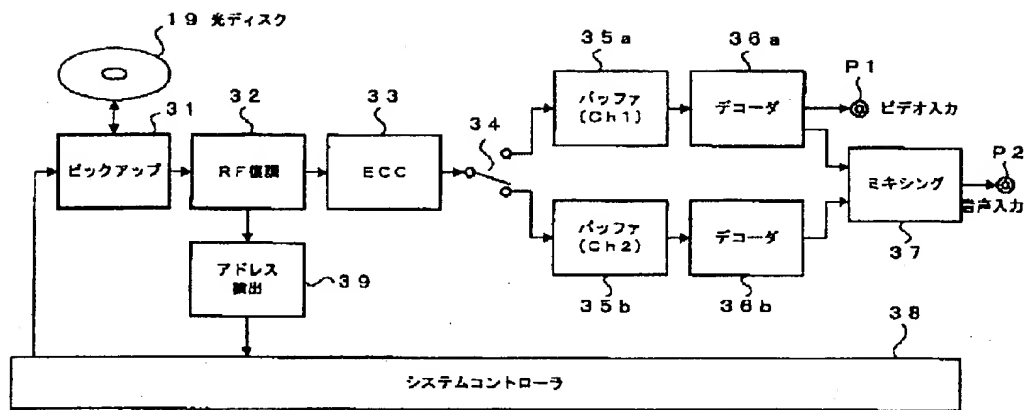 19 光ディスク
31
ピックアップ
32
RF復調
33
ECC
34
35a
バッファ
(Ch1)
36a
デコーダ
P1
ビデオ入力
35b
バッファ
(Ch2)
36b
デコーダ
ミキシング
37
P2
音声入力
アドレス
検出
39
38
システムコントローラ